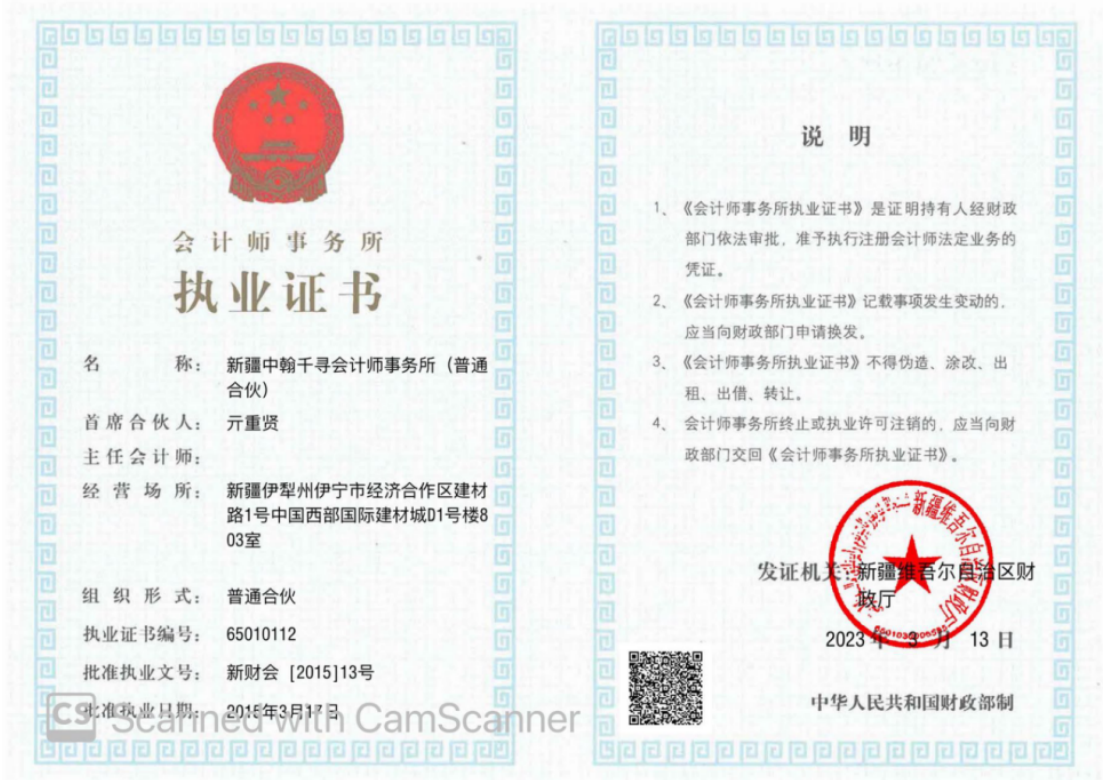 会计师事务所
执业证书
名称：新疆中翰千寻会计师事务所（普通
合伙）
首席合伙人：亓重贤
主任会计师：
经营场所：新疆伊犁州伊宁市经济合作区建材
路1号中国西部国际建材城D1号楼8
03室
组织形式：普通合伙
执业证书编号：65010112
批准执业文号：新财会［2015]13号
批准执业日期：2015年3月17日
CS Scanned with CamScanner
说明
1、《会计师事务所执业证书》是证明持有人经财政
部门依法审批，准予执行注册会计师法定业务的
凭证。
2、《会计师事务所执业证书》记载事项发生变动的，
应当向财政部门申请换发。
3、《会计师事务所执业证书》不得伪造、涂改、出
租、出借、转让。
4、会计师事务所终止或执业许可注销的，应当向财
政部门交回《会计师事务所执业证书》。
新疆维吾尔自治区财政厅
发证机关：新疆维吾尔自治区财
政厅
2023年3月13日
中华人民共和国财政部制